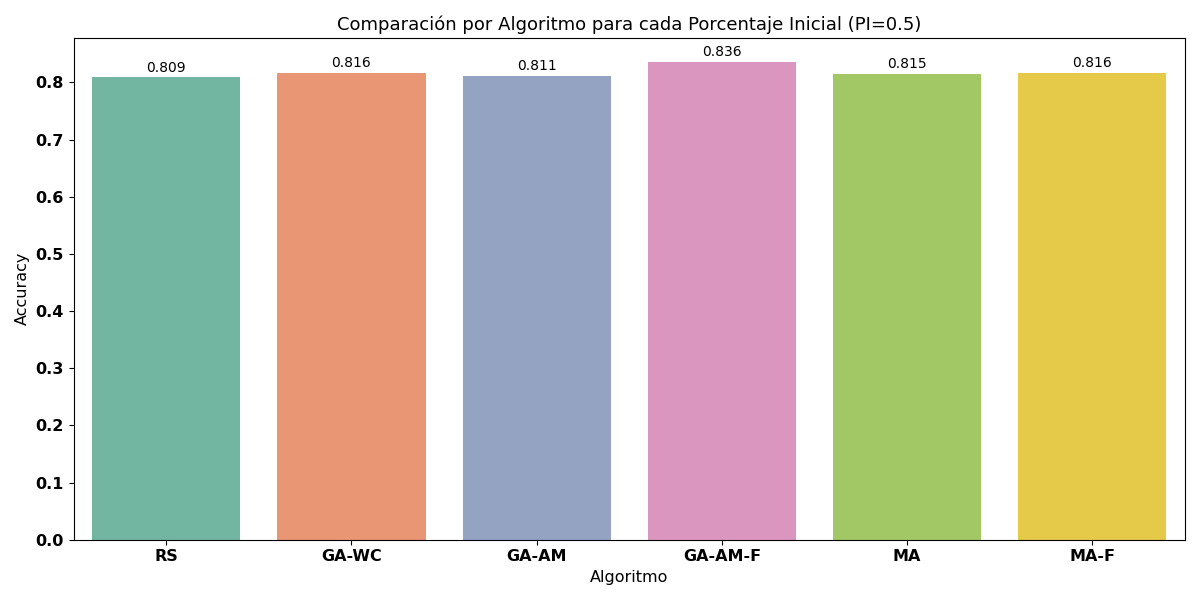 Comparación por Algoritmo para cada Porcentaje Inicial (PI=0.5)
0.809
0.816
0.811
0.836
0.815
0.816
Accuracy
0.8
0.7
0.6
0.5
0.4
0.3
0.2
0.1
0.0
RS
GA-WC
GA-AM
GA-AM-F
MA
MA-F
Algoritmo